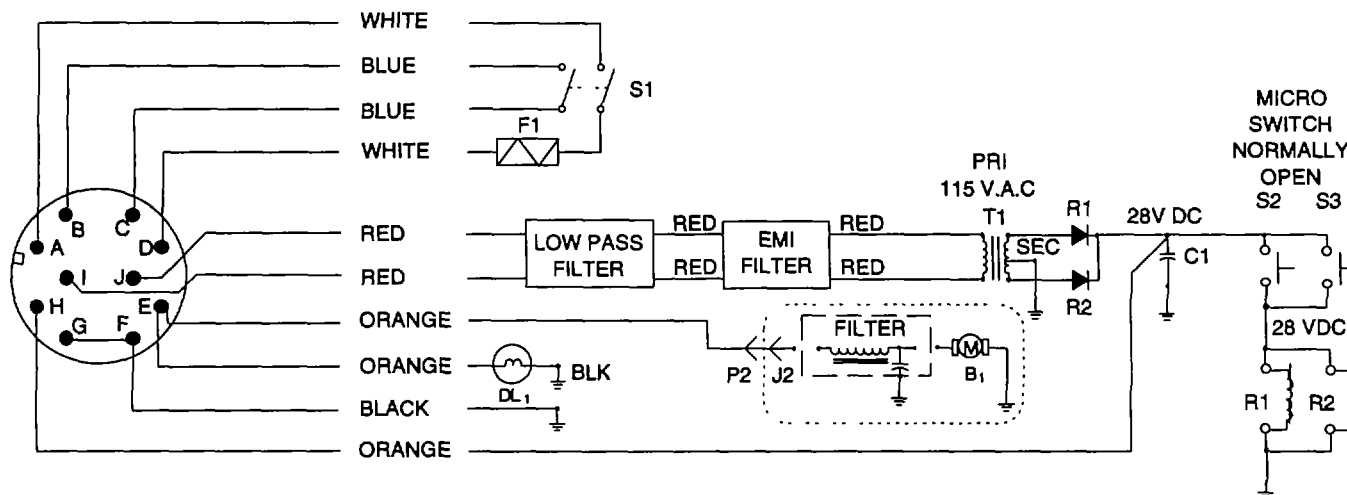 WHITE
BLUE
BLUE
S1
F1
WHITE
MICRO
SWITCH
NORMALLY
OPEN
S2 S3
PRI
115 V.A.C
T1
R1
28V DC
B
C
A
D
RED
LOW PASS
FILTER
RED
EMI
FILTER
RED
SEC
C1
I
J
RED
RED
RED
R2
H
E
G
F
ORANGE
FILTER
28 VDC
P2
J2
M
B1
ORANGE
DL1
BLK
BLACK
R1
R2
ORANGE